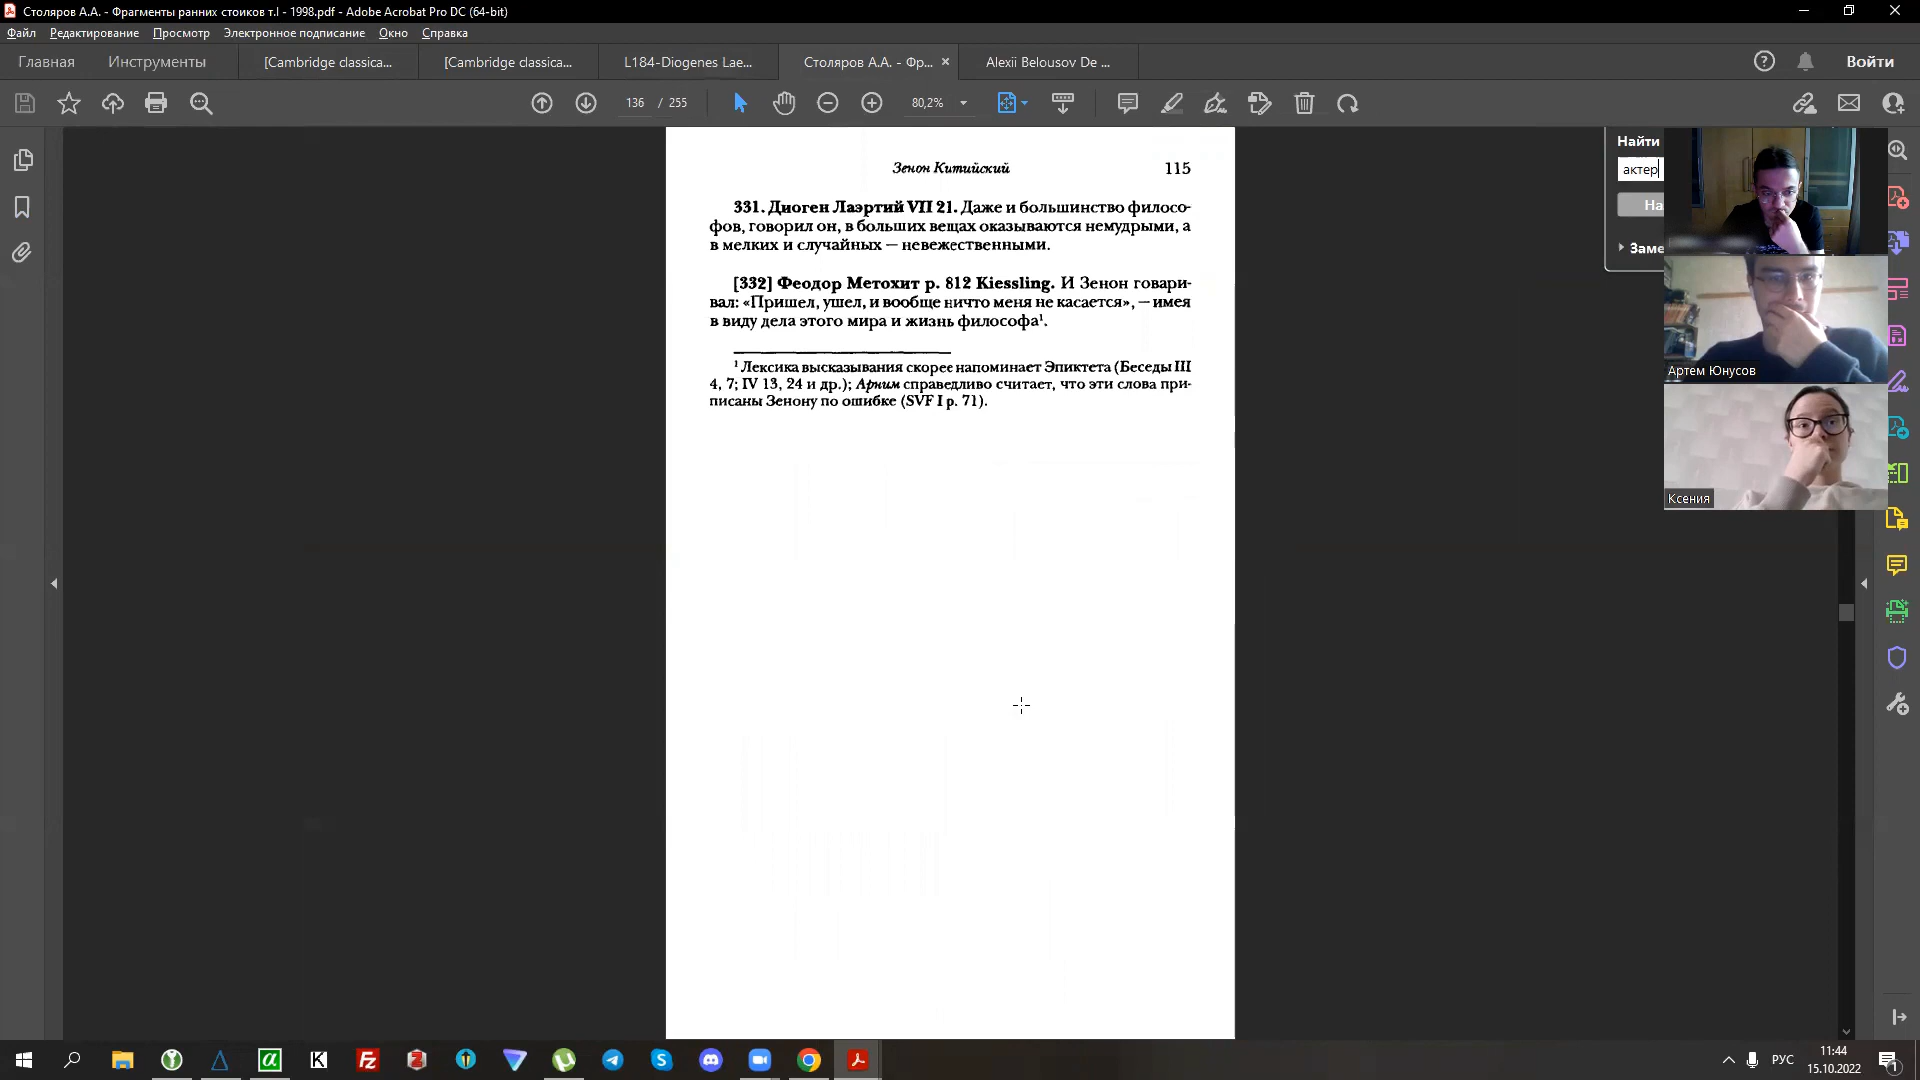 Столяров А.А. - Фрагменты ранних стоиков т.I - 1998.pdf - Adobe Acrobat Pro DC (64-bit)
Файл Редактирование Просмотр Электронное подписание Окно Справка
Главная Инструменты [Cambridge classica... [Cambridge classica... L184-Diogenes Lae... Столяров А.А. - Фр... × Alexii Belousov De ... Войти
136 / 255 80,2%
Зенон Китийский 115
331. Диоген Лаэртий VII 21. Даже и большинство филосо-
фов, говорил он, в больших вещах оказываются немудрыми, а
в мелких и случайных — невежественными.
[332] Феодор Метохит р. 812 Kiessling. И Зенон говари-
вал: «Пришел, ушел, и вообще ничто меня не касается», — имея
в виду дела этого мира и жизнь философа¹.
¹ Лексика высказывания скорее напоминает Эпиктета (Беседы III
4, 7; IV 13, 24 и др.); Арним справедливо считает, что эти слова при-
писаны Зенону по ошибке (SVF I p. 71).
Найти
актер
На
Заме
Артем Юнусов
Ксения
РУС
11:44
15.10.2022
1